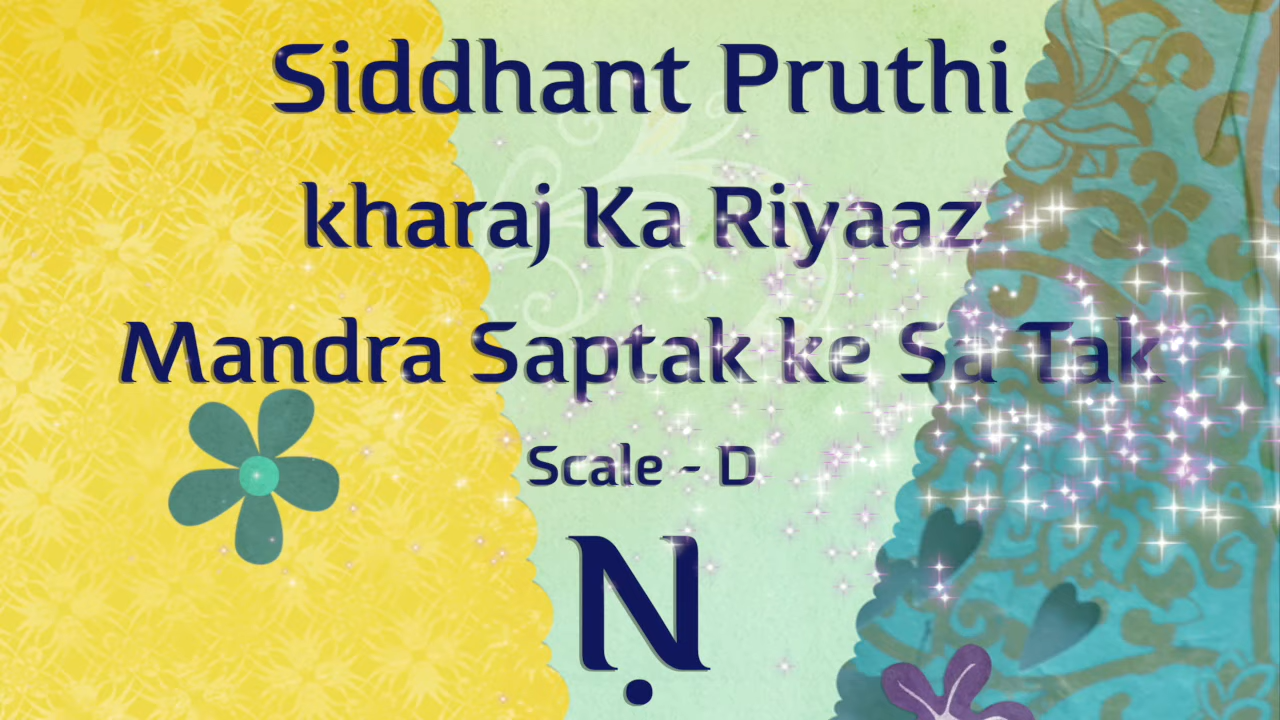 Siddhant Pruthi
kharaj Ka Riyaaz
Mandra Saptak ke Sa Tak
Scale - D
Ṇ